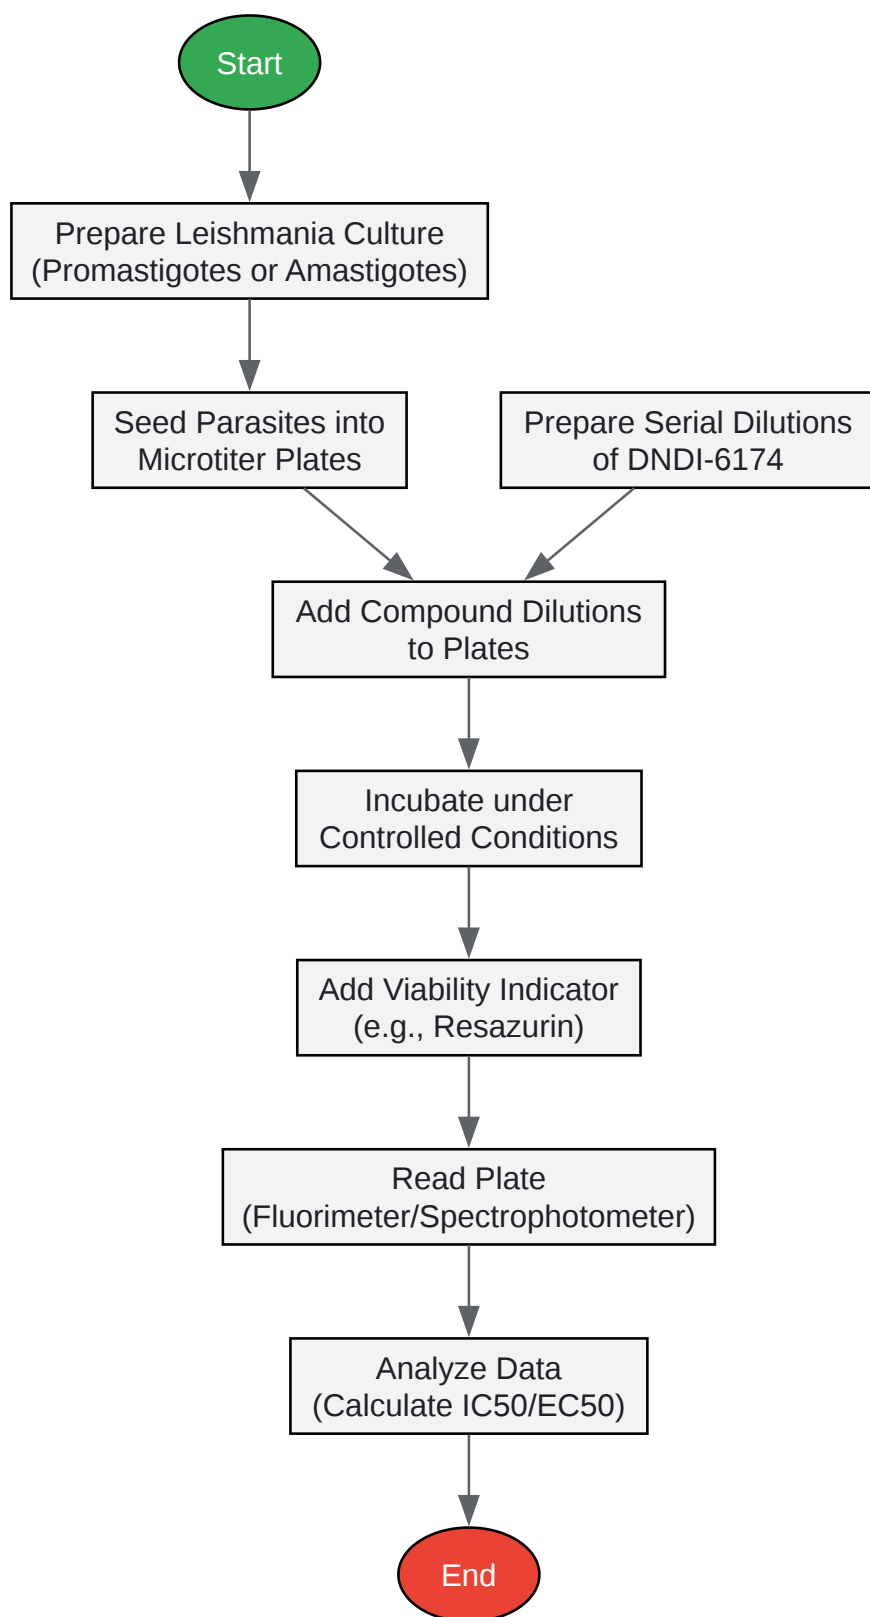 Start
Prepare Leishmania Culture
(Promastigotes or Amastigotes)
Seed Parasites into
Microtiter Plates
Prepare Serial Dilutions
of DNDI-6174
Add Compound Dilutions
to Plates
Incubate under
Controlled Conditions
Add Viability Indicator
(e.g., Resazurin)
Read Plate
(Fluorimeter/Spectrophotometer)
Analyze Data
(Calculate IC50/EC50)
End